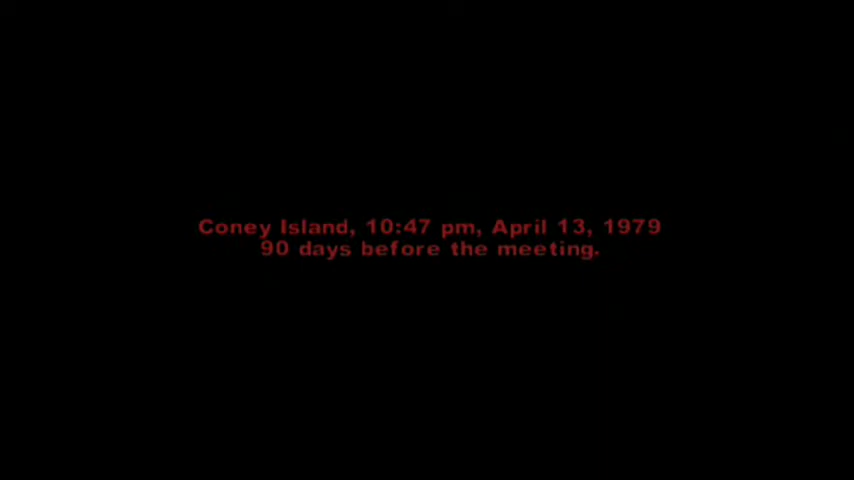 Coney Island, 10:47 pm, April 13, 1979
90 days before the meeting.